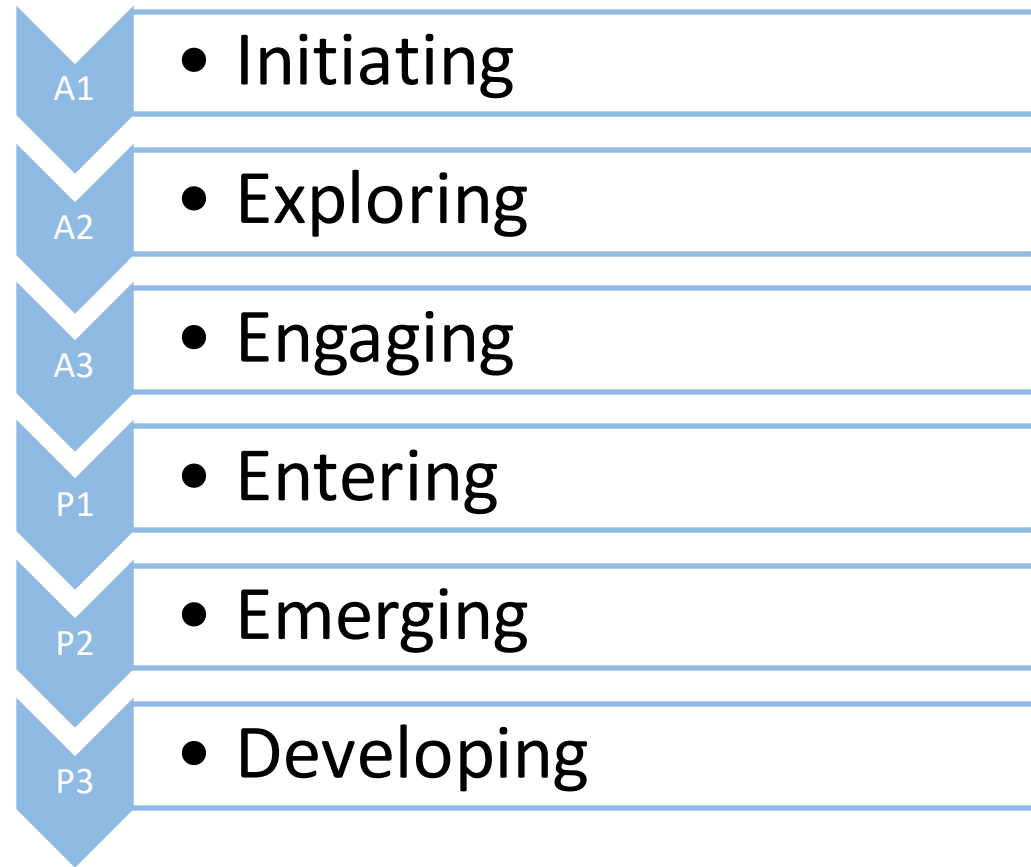 A1 • Initiating
A2 • Exploring
A3 • Engaging
P1 • Entering
P2 • Emerging
P3 • Developing